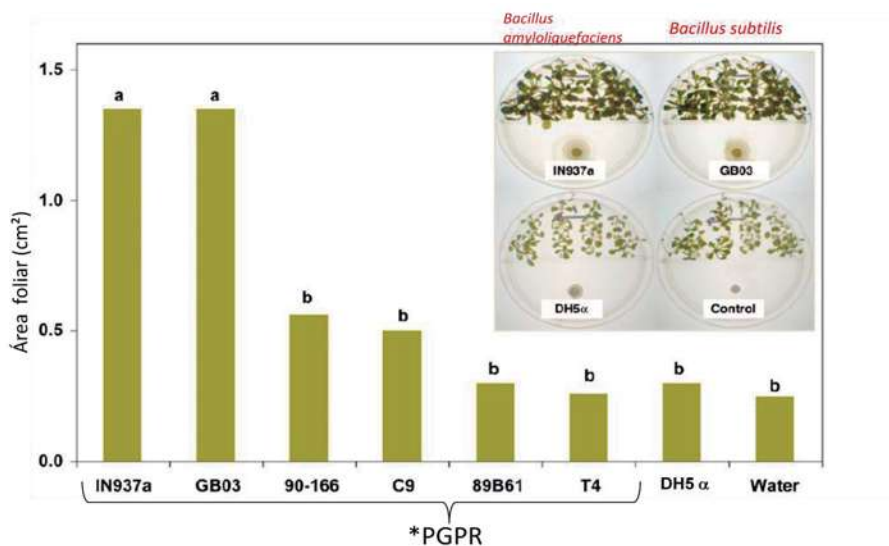 Bacillus
amyloliquefaciens
Bacillus subtilis
1.5
1.0
0.5
0.0
Área foliar (cm²)
a
a
b
b
b
b
b
b
IN937a
GB03
DH5α
Control
IN937a
GB03
90-166
C9
89B61
T4
DH5 α
Water
*PGPR